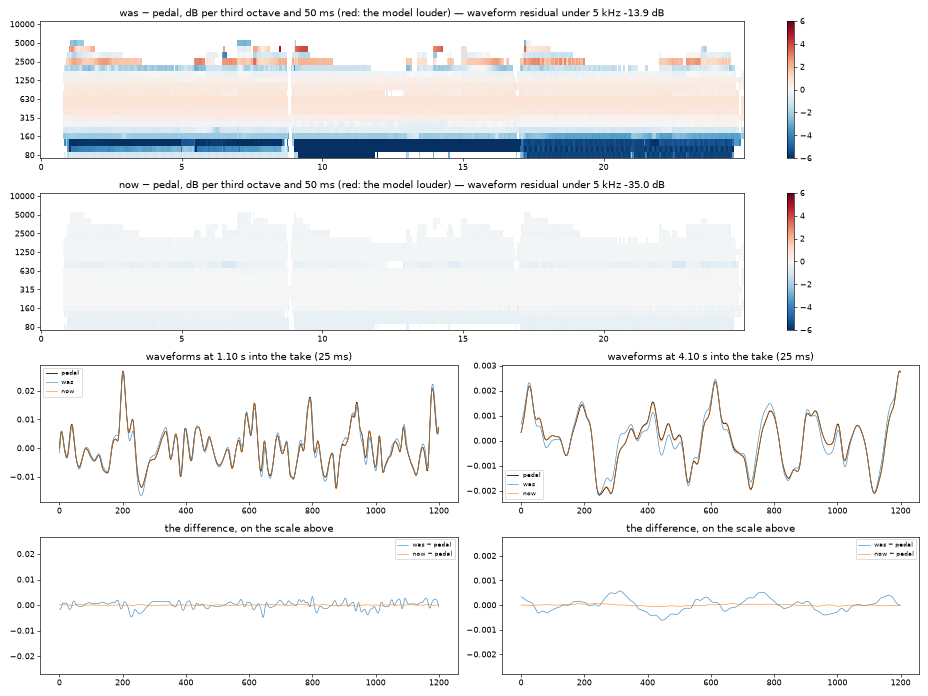 was − pedal, dB per third octave and 50 ms (red: the model louder) — waveform residual under 5 kHz -13.9 dB
10000
5000
2500
1250
630
315
160
80
0 5 10 15 20
6
4
2
0
−2
−4
−6
now − pedal, dB per third octave and 50 ms (red: the model louder) — waveform residual under 5 kHz -35.0 dB
10000
5000
2500
1250
630
315
160
80
0 5 10 15 20
6
4
2
0
−2
−4
−6
waveforms at 1.10 s into the take (25 ms)
pedal
was
now
0.02
0.01
0.00
−0.01
0 200 400 600 800 1000 1200
waveforms at 4.10 s into the take (25 ms)
0.003
0.002
0.001
0.000
−0.001
−0.002
pedal
was
now
0 200 400 600 800 1000 1200
the difference, on the scale above
was − pedal
now − pedal
0.02
0.01
0.00
−0.01
−0.02
0 200 400 600 800 1000 1200
the difference, on the scale above
was − pedal
now − pedal
0.002
0.001
0.000
−0.001
−0.002
0 200 400 600 800 1000 1200